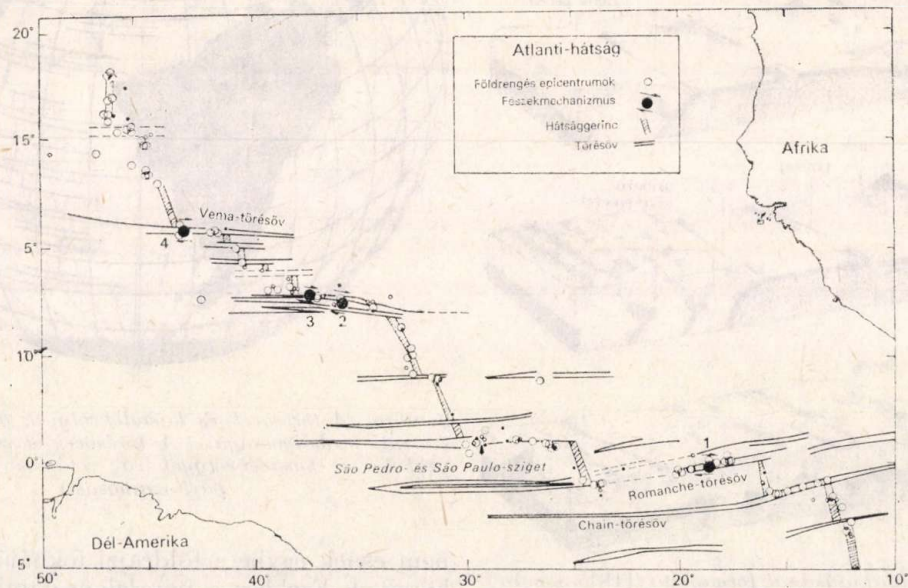 20°
15°
5°
10°
0°
5°
50°
40°
30°
20°
10°
Atlanti-hátság
Földrengés epicentrumok
Fészekmechanizmus
Hátsággerinc
Törésöv
Afrika
Vema-törésöv
4
3
2
1
São Pedro- és São Paulo-sziget
Romanche-törésöv
Chain-törésöv
Dél-Amerika